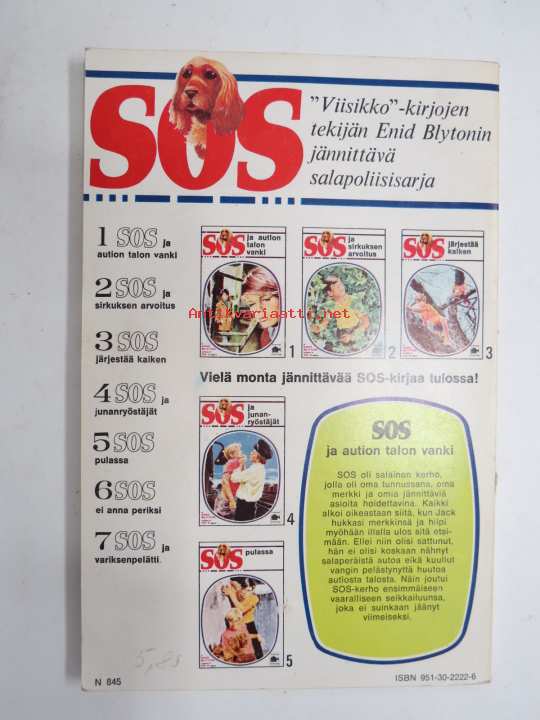 SOS
"Viisikko"-kirjojen
tekijän Enid Blytonin
jännittävä
salapoliisisarja
1 SOS ja
aution talon vanki
2 SOS ja
sirkuksen arvoitus
3 SOS
järjestää kaiken
4 SOS ja
junanryöstäjät
5 SOS
pulassa
6 SOS
ei anna periksi
7 SOS ja
variksenpelätti
SOS ja aution
talon
vanki
1
SOS ja
sirkuksen
arvoitus
2
SOS järjestää
kaiken
3
Antikvariaatti.net
Vielä monta jännittävää SOS-kirjaa tulossa!
SOS ja
junan-
ryöstäjät
4
SOS pulassa
5
SOS
ja aution talon vanki
SOS oli salainen kerho,
jolla oli oma tunnussana, oma
merkki ja omia jännittäviä
asioita hoidettavina. Kaikki
alkoi oikeastaan siitä, kun Jack
hukkasi merkkinsä ja hiipi
myöhään illalla ulos sitä etsi-
mään. Ellei niin olisi sattunut,
hän ei olisi koskaan nähnyt
salaperäistä autoa eikä kuullut
vangin pelästynyttä huutoa
autiosta talosta. Näin joutui
SOS-kerho ensimmäiseen
vaaralliseen seikkailuunsa,
joka ei suinkaan jäänyt
viimeiseksi.
N 845
ISBN 951-30-2222-6